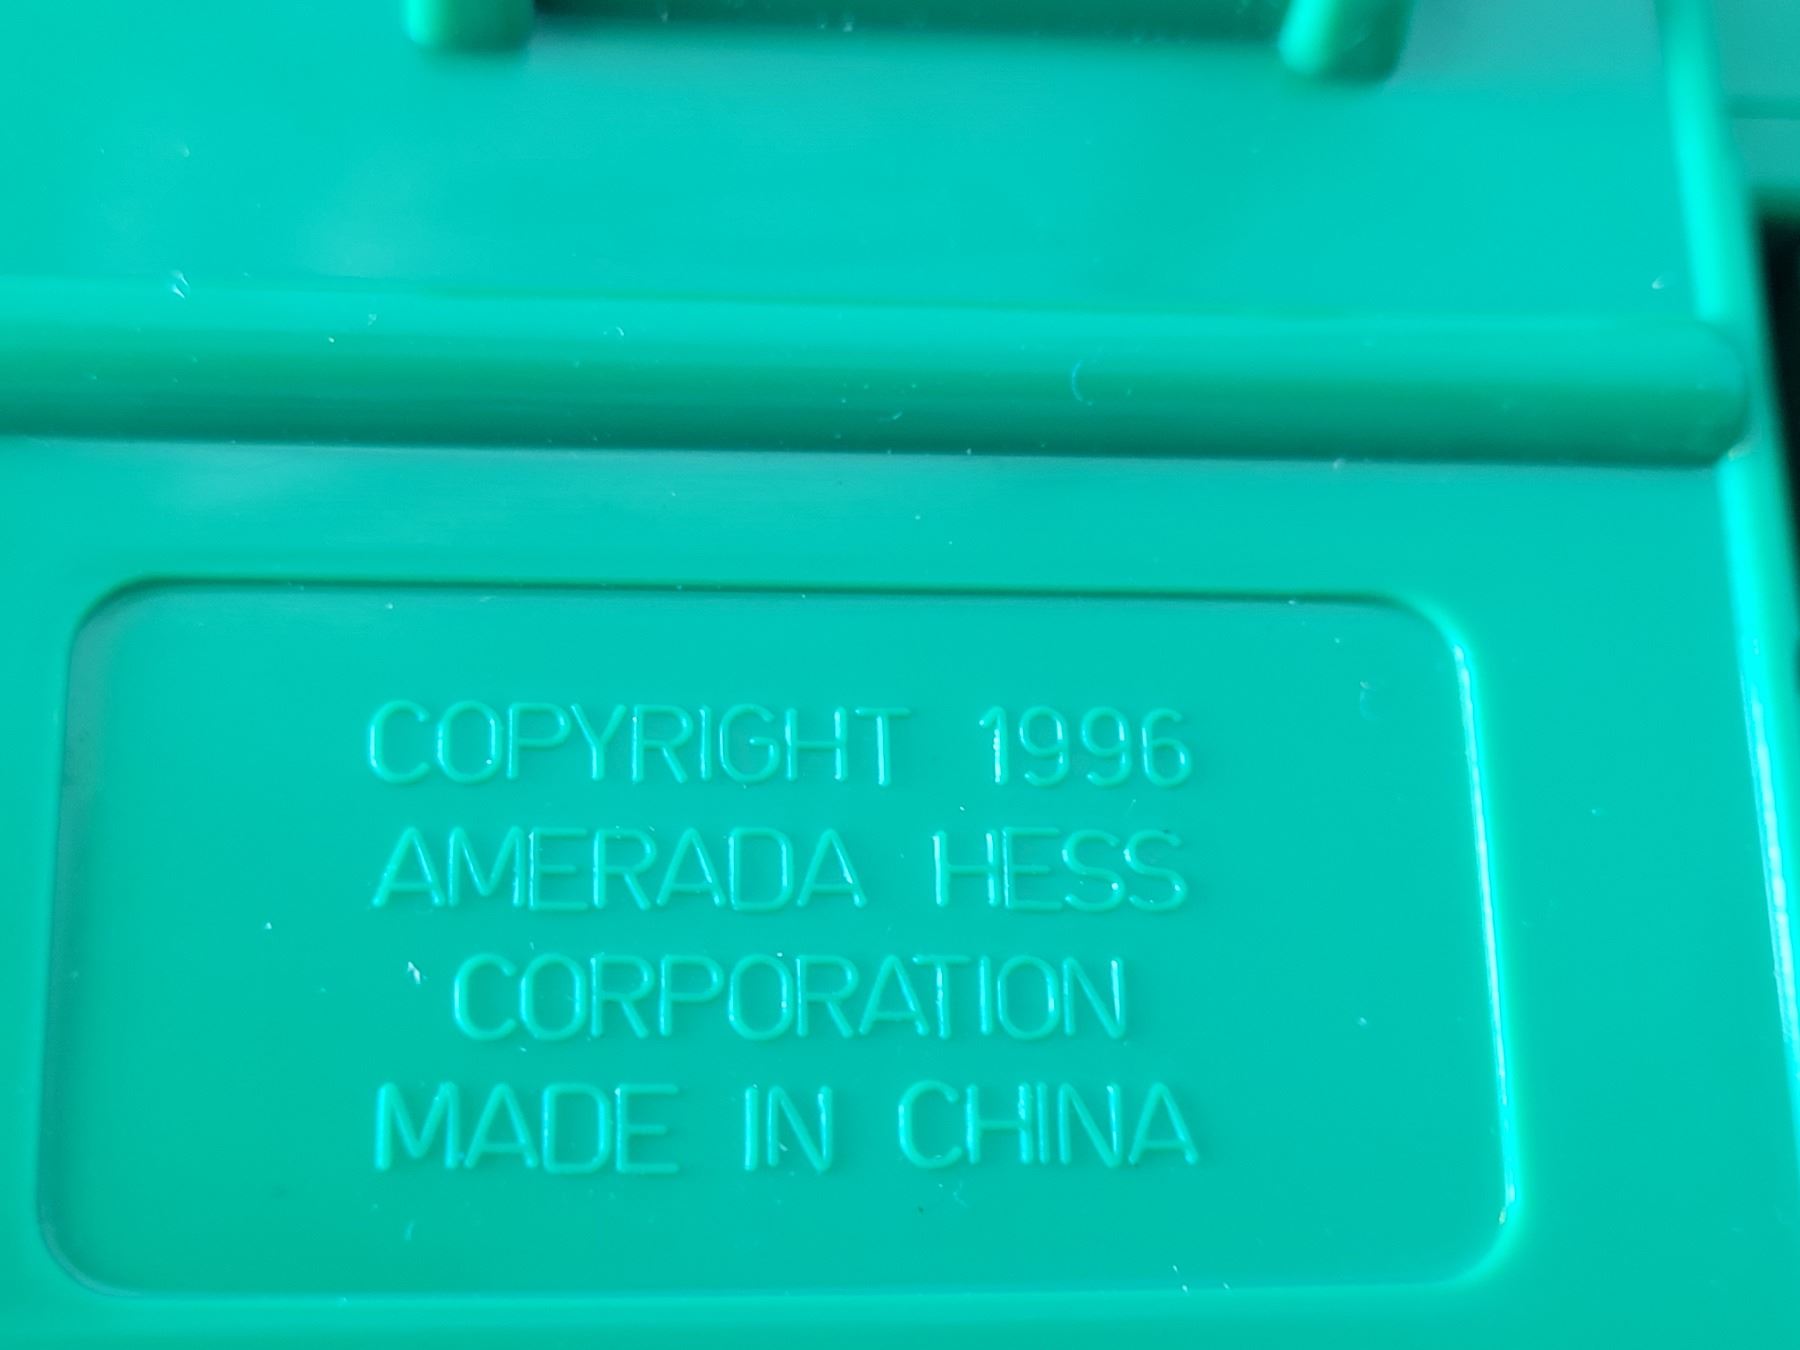 COPYRIGHT 1996
AMERADA HESS
CORPORATION
MADE IN CHINA